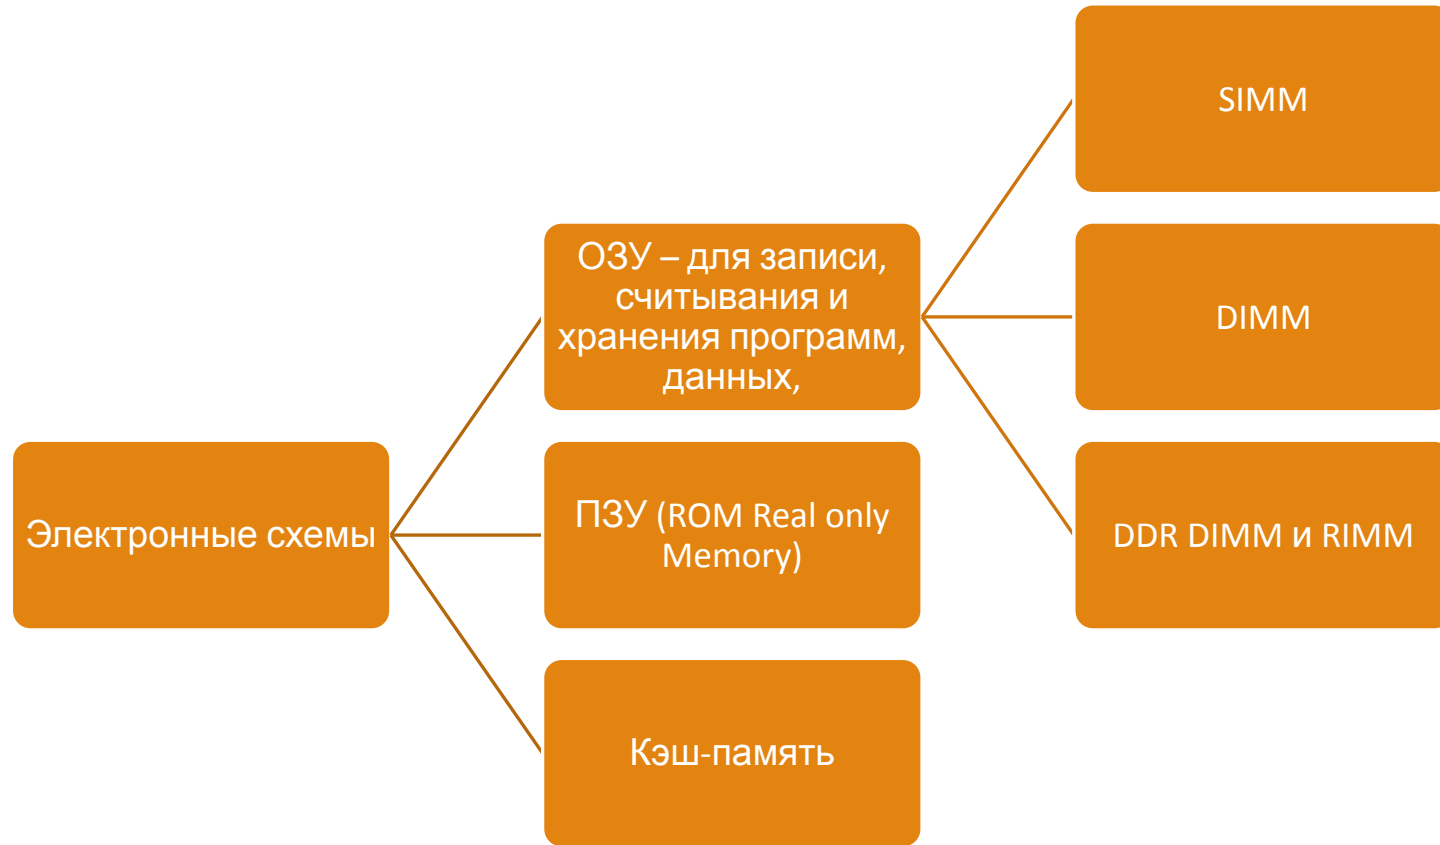 Электронные схемы
ОЗУ – для записи,
считывания и
хранения программ,
данных,
ПЗУ (ROM Real only
Memory)
Кэш-память
SIMM
DIMM
DDR DIMM и RIMM